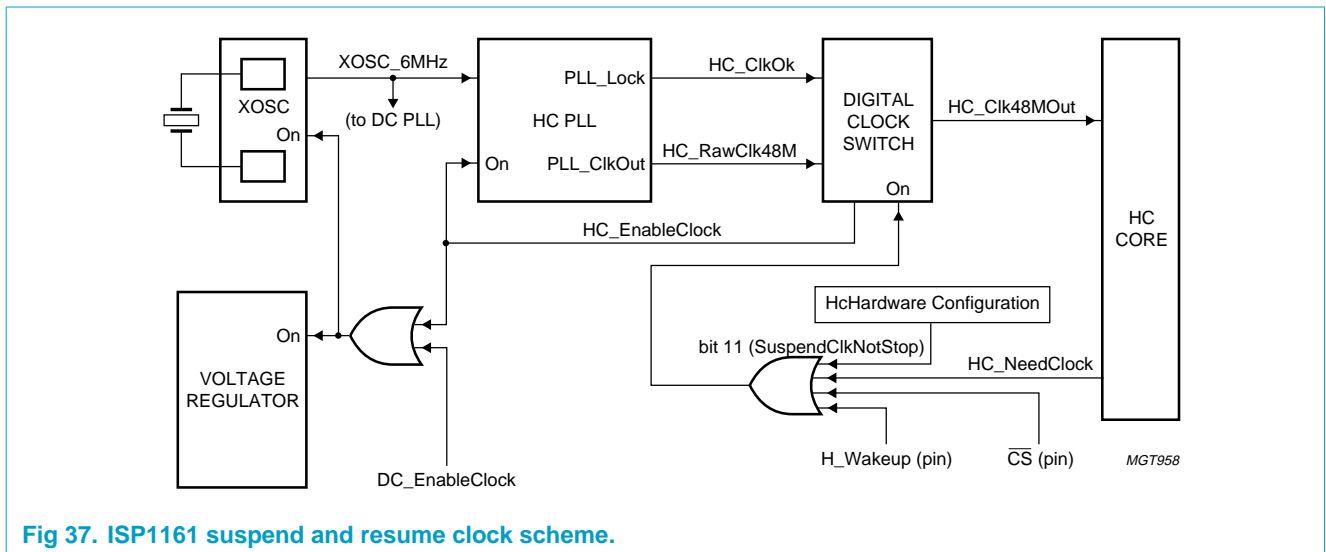 XOSC_6MHz
XOSC
On
(to DC PLL)
PLL_Lock
HC PLL
On
PLL_ClkOut
HC_ClkOk
HC_RawClk48M
DIGITAL
CLOCK
SWITCH
On
HC_Clk48MOut
HC
CORE
HC_EnableClock
HcHardware Configuration
bit 11 (SuspendClkNotStop)
HC_NeedClock
On
VOLTAGE
REGULATOR
DC_EnableClock
H_Wakeup (pin)
C̅S̅ (pin)
MGT958
Fig 37. ISP1161 suspend and resume clock scheme.